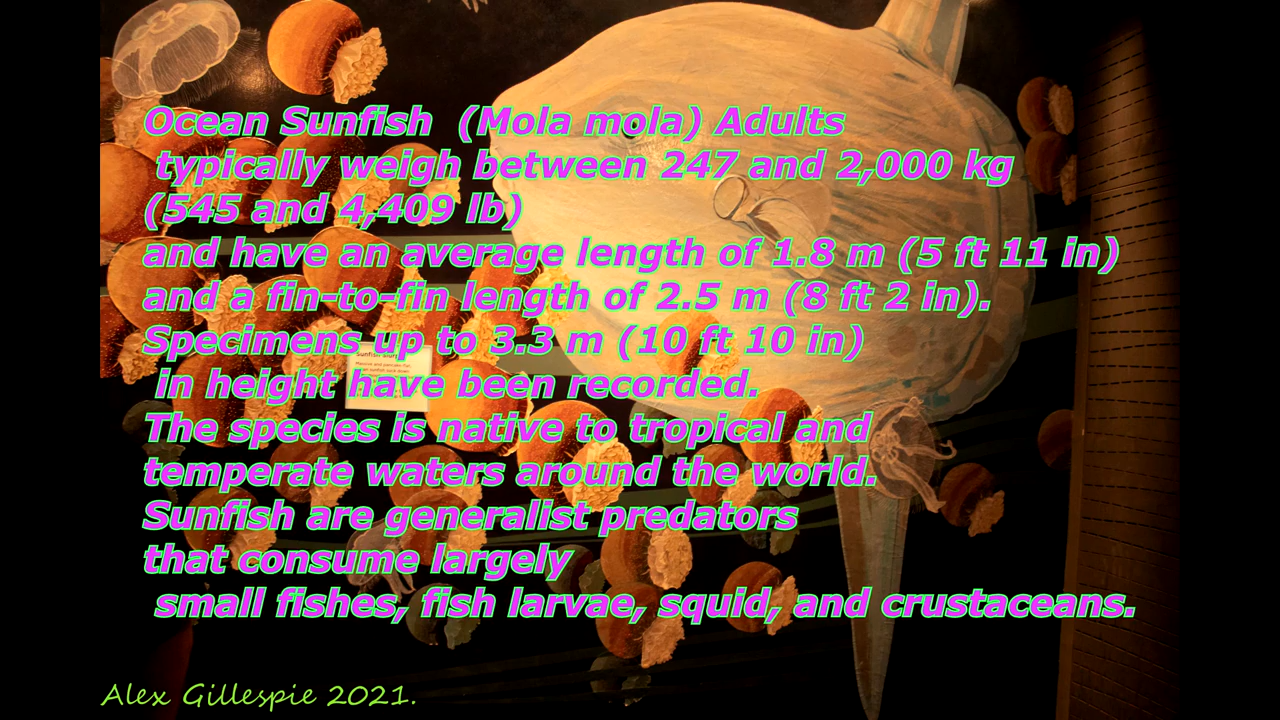 Ocean Sunfish (Mola mola) Adults
typically weigh between 247 and 2,000 kg
(545 and 4,409 lb)
and have an average length of 1.8 m (5 ft 11 in)
and a fin-to-fin length of 2.5 m (8 ft 2 in).
Specimens up to 3.3 m (10 ft 10 in)
in height have been recorded.
The species is native to tropical and
temperate waters around the world.
Sunfish are generalist predators
that consume largely
small fishes, fish larvae, squid, and crustaceans.
Alex Gillespie 2021.